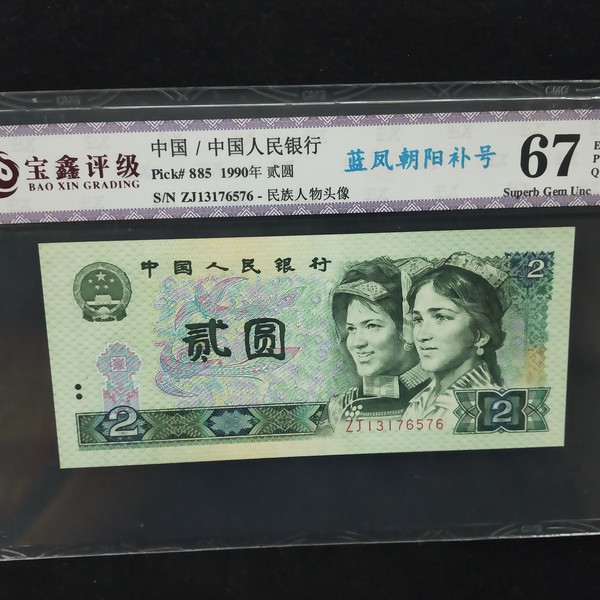 宝鑫评级
BAO XIN GRADING
中国 / 中国人民银行
Pick# 885 1990年 贰圆
S/N ZJ13176576 - 民族人物头像
蓝凤朝阳补号
67
E
P
Q
Superb Gem Unc
中国人民银行
2
贰圆
2
ZJ13176576
2